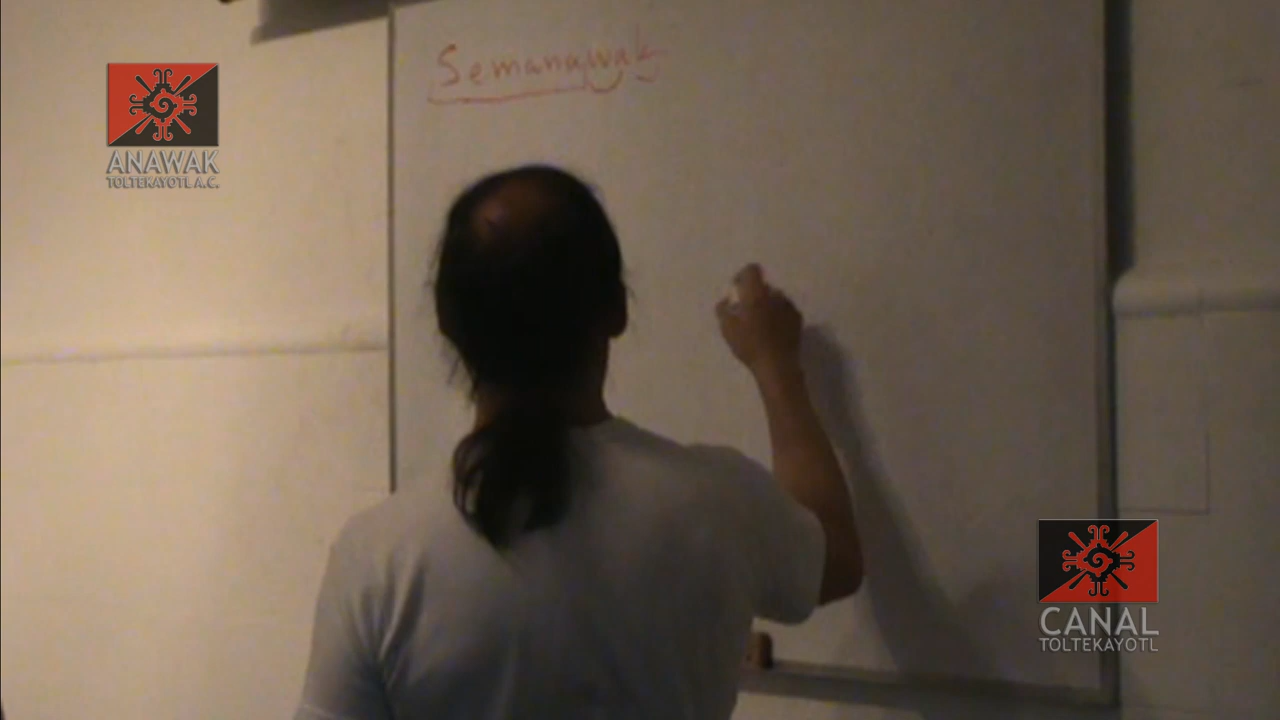 Semanawak
ANAWAK
TOLTEKAYOTL A.C.
CANAL
TOLTEKAYOTL